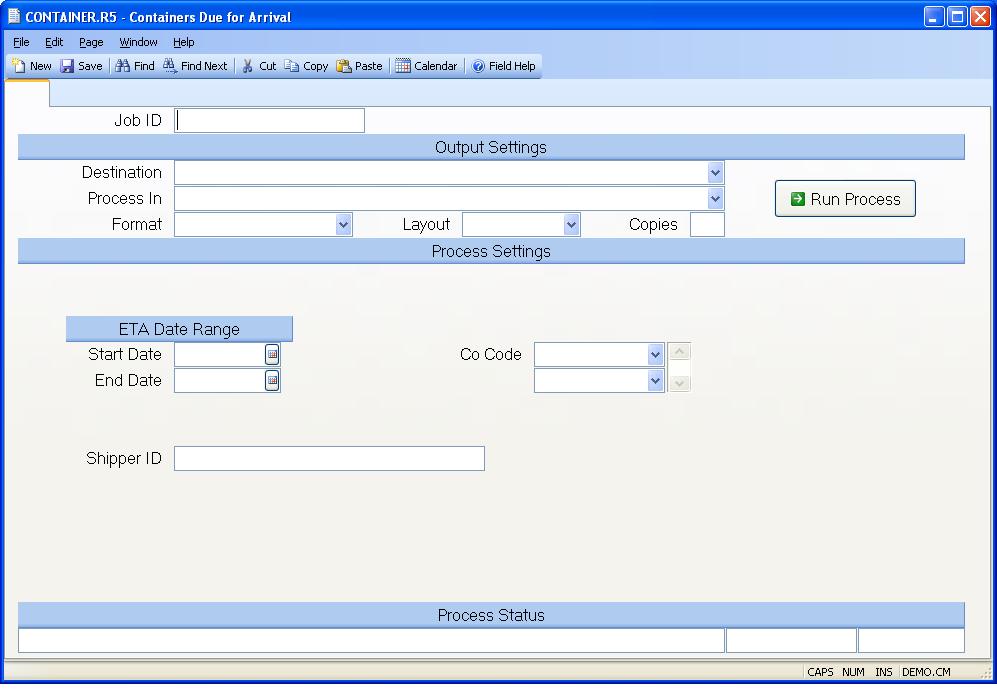 CONTAINER.R5 - Containers Due for Arrival
File Edit Page Window Help
New Save Find Find Next Cut Copy Paste Calendar Field Help
Job ID
Output Settings
Destination
Process In
Run Process
Format Layout Copies
Process Settings
ETA Date Range
Start Date Co Code
End Date
Shipper ID
Process Status
CAPS NUM INS DEMO.CM